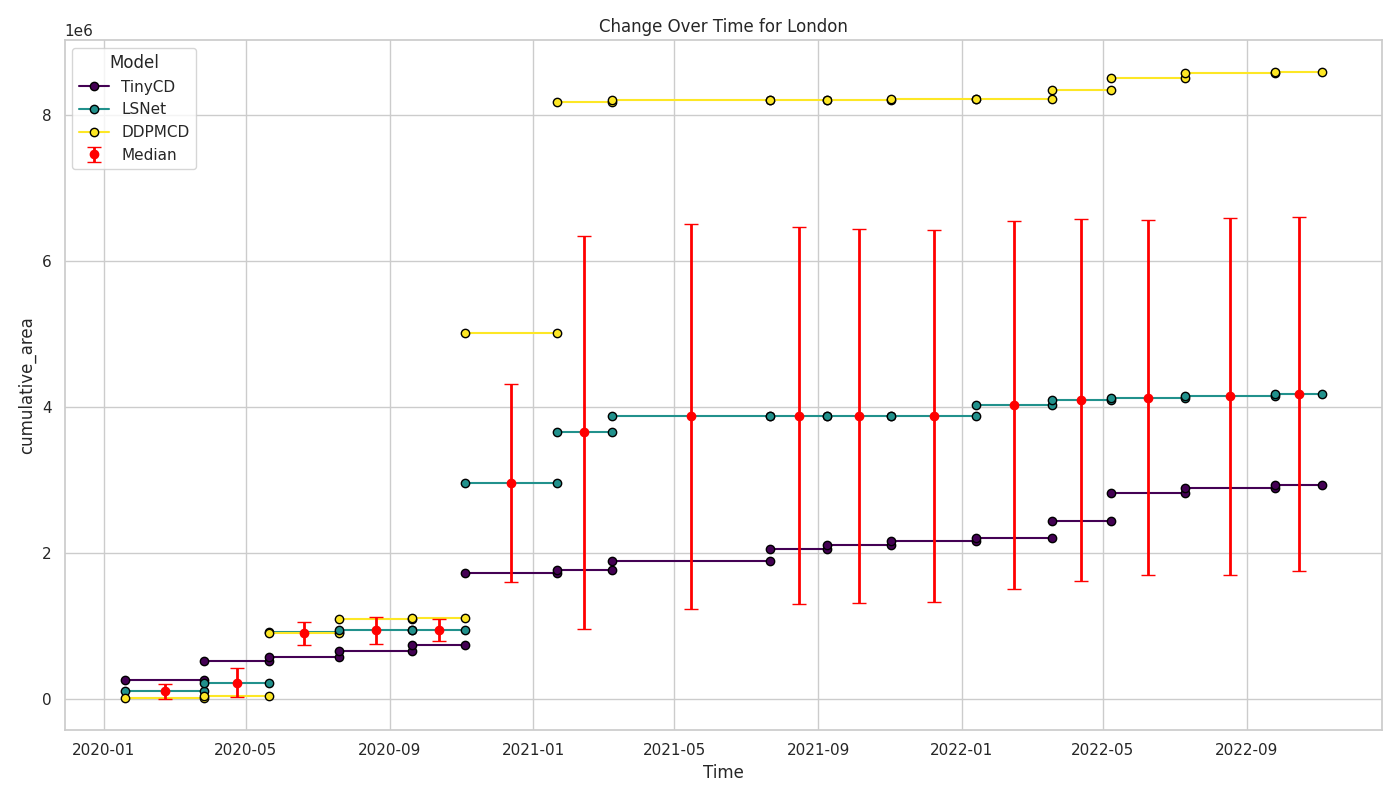 Change Over Time for London
1e6
Model
TinyCD
LSNet
DDPMCD
Median
8
6
4
2
0
cumulative_area
2020-01 2020-05 2020-09 2021-01 2021-05 2021-09 2022-01 2022-05 2022-09
Time